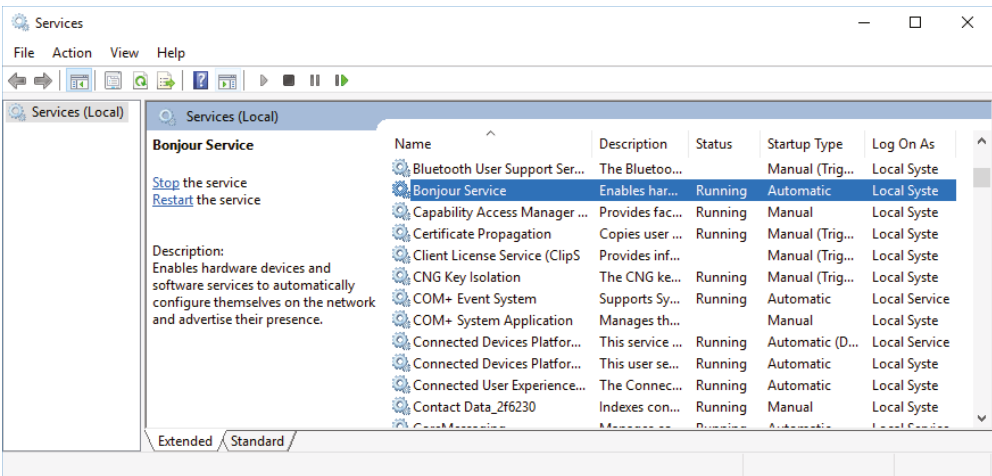 Services
File Action View Help
Services (Local)
Services (Local)
Bonjour Service
Stop the service
Restart the service
Description:
Enables hardware devices and
software services to automatically
configure themselves on the network
and advertise their presence.
Name Description Status Startup Type Log On As
Bluetooth User Support Ser... The Bluetoo... Manual (Trig... Local Syste
Bonjour Service Enables har... Running Automatic Local Syste
Capability Access Manager ... Provides fac... Running Manual Local Syste
Certificate Propagation Copies user ... Running Manual (Trig... Local Syste
Client License Service (ClipS Provides inf... Manual (Trig... Local Syste
CNG Key Isolation The CNG ke... Running Manual (Trig... Local Syste
COM+ Event System Supports Sy... Running Automatic Local Service
COM+ System Application Manages th... Manual Local Syste
Connected Devices Platfor... This service ... Running Automatic (D... Local Service
Connected Devices Platfor... This user se... Running Automatic Local Syste
Connected User Experience... The Connec... Running Automatic Local Syste
Contact Data_2f6230 Indexes con... Running Manual Local Syste
CoreMessaging Manages co... Running Automatic Local Service
Extended Standard